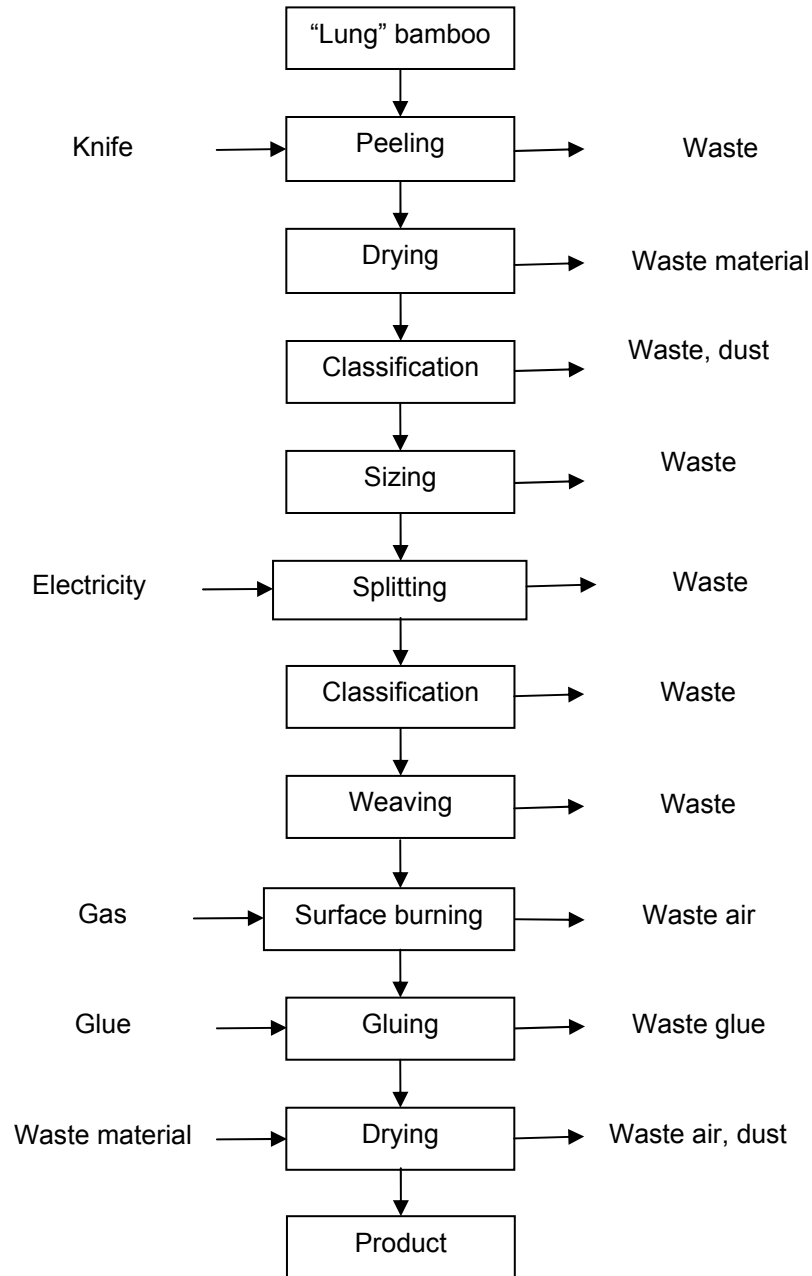 “Lung” bamboo
Knife
Peeling
Waste
Drying
Waste material
Classification
Waste, dust
Sizing
Waste
Electricity
Splitting
Waste
Classification
Waste
Weaving
Waste
Gas
Surface burning
Waste air
Glue
Gluing
Waste glue
Waste material
Drying
Waste air, dust
Product